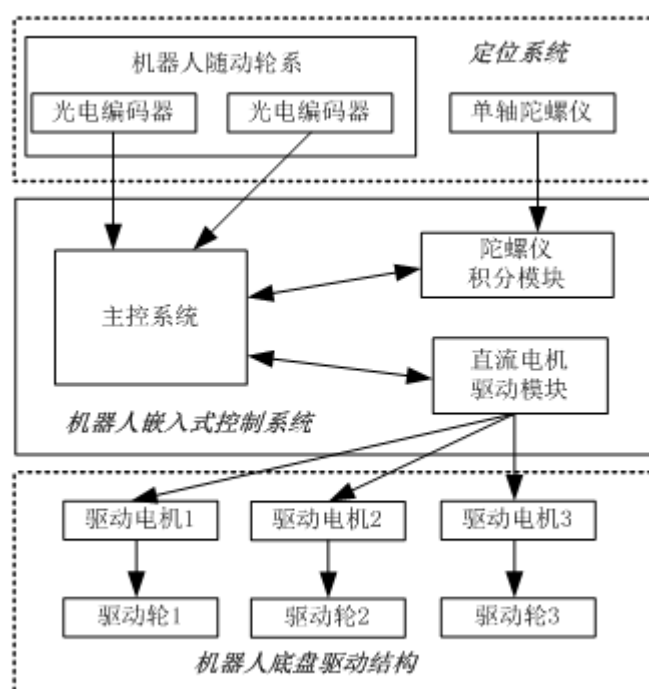 机器人随动轮系
定位系统
光电编码器
光电编码器
单轴陀螺仪
陀螺仪
积分模块
主控系统
直流电机
驱动模块
机器人嵌入式控制系统
驱动电机1
驱动电机2
驱动电机3
驱动轮1
驱动轮2
驱动轮3
机器人底盘驱动结构